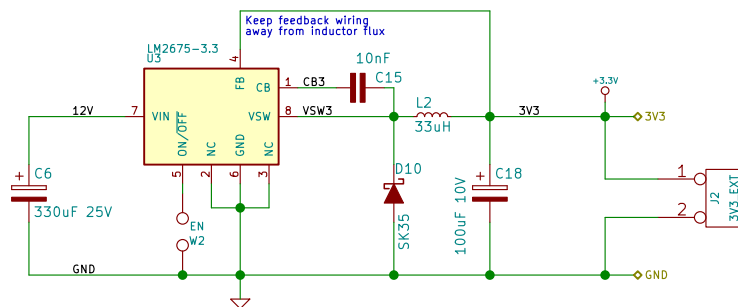 Keep feedback wiring
away from inductor flux
LM2675-3.3
U3
4
10nF
FB
CB
1
CB3
C15
+3.3V
12V
7
VIN
VSW
8
VSW3
L2
33uH
3V3
3V3
ON/OFF
NC
GND
NC
5
2
6
3
C6
330uF 25V
EN
W2
D10
SK35
C18
100uF 10V
1
2
J2
3V3 EXT
GND
GND